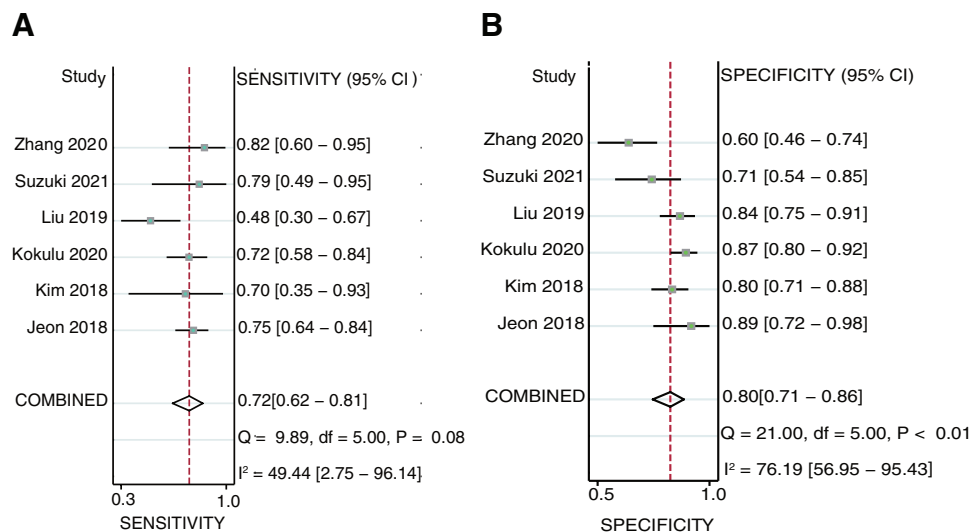 A
Study SENSITIVITY (95% CI )
Zhang 2020 0.82 [0.60 – 0.95]
Suzuki 2021 0.79 [0.49 – 0.95]
Liu 2019 0.48 [0.30 – 0.67]
Kokulu 2020 0.72 [0.58 – 0.84]
Kim 2018 0.70 [0.35 – 0.93]
Jeon 2018 0.75 [0.64 – 0.84]
COMBINED 0.72[0.62 – 0.81]
Q = 9.89, df = 5.00, P = 0.08
I² = 49.44 [2.75 – 96.14]
0.3 1.0
SENSITIVITY
B
Study SPECIFICITY (95% CI)
Zhang 2020 0.60 [0.46 – 0.74]
Suzuki 2021 0.71 [0.54 – 0.85]
Liu 2019 0.84 [0.75 – 0.91]
Kokulu 2020 0.87 [0.80 – 0.92]
Kim 2018 0.80 [0.71 – 0.88]
Jeon 2018 0.89 [0.72 – 0.98]
COMBINED 0.80[0.71 – 0.86]
Q = 21.00, df = 5.00, P < 0.01
I² = 76.19 [56.95 – 95.43]
0.5 1.0
SPECIFICITY